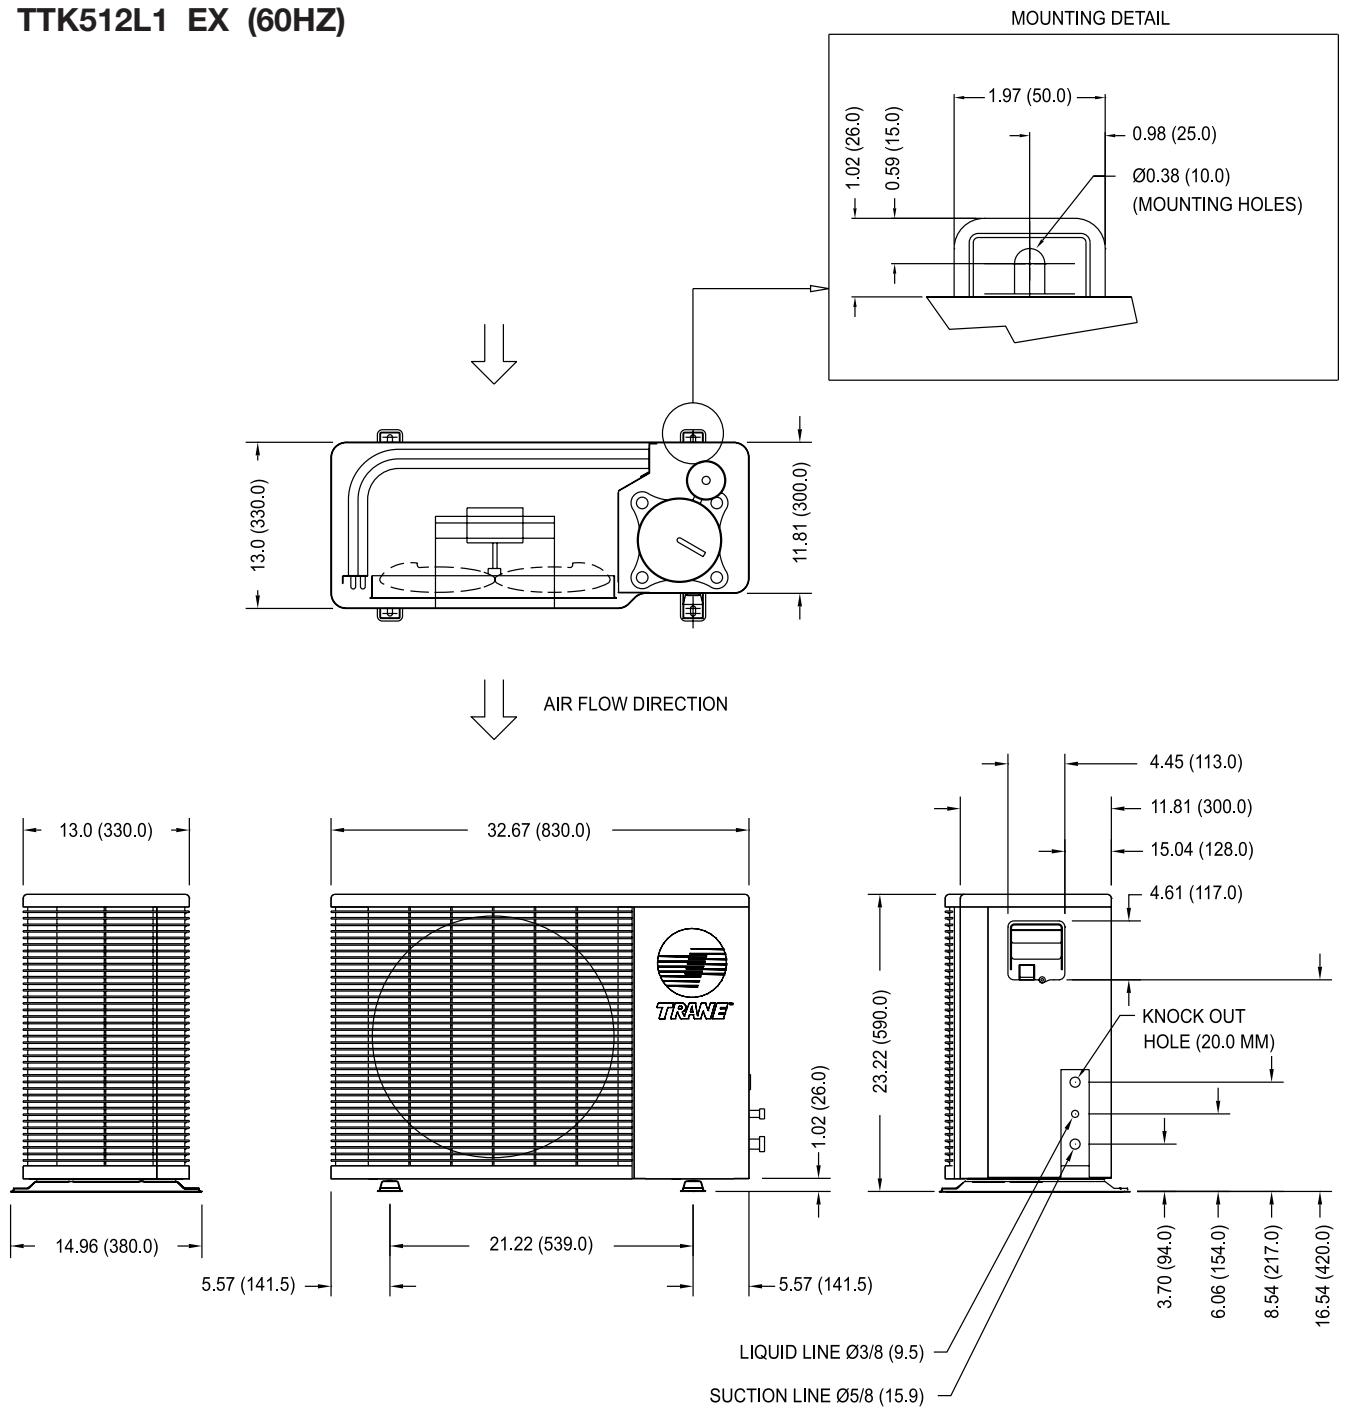 TTK512L1 EX (60HZ)
MOUNTING DETAIL
1.97 (50.0)
1.02 (26.0)
0.59 (15.0)
0.98 (25.0)
Ø0.38 (10.0)
(MOUNTING HOLES)
13.0 (330.0)
11.81 (300.0)
AIR FLOW DIRECTION
4.45 (113.0)
11.81 (300.0)
15.04 (128.0)
4.61 (117.0)
13.0 (330.0)
32.67 (830.0)
TRANE
23.22 (590.0)
1.02 (26.0)
KNOCK OUT
HOLE (20.0 MM)
14.96 (380.0)
21.22 (539.0)
5.57 (141.5)
5.57 (141.5)
3.70 (94.0)
6.06 (154.0)
8.54 (217.0)
16.54 (420.0)
LIQUID LINE Ø3/8 (9.5)
SUCTION LINE Ø5/8 (15.9)